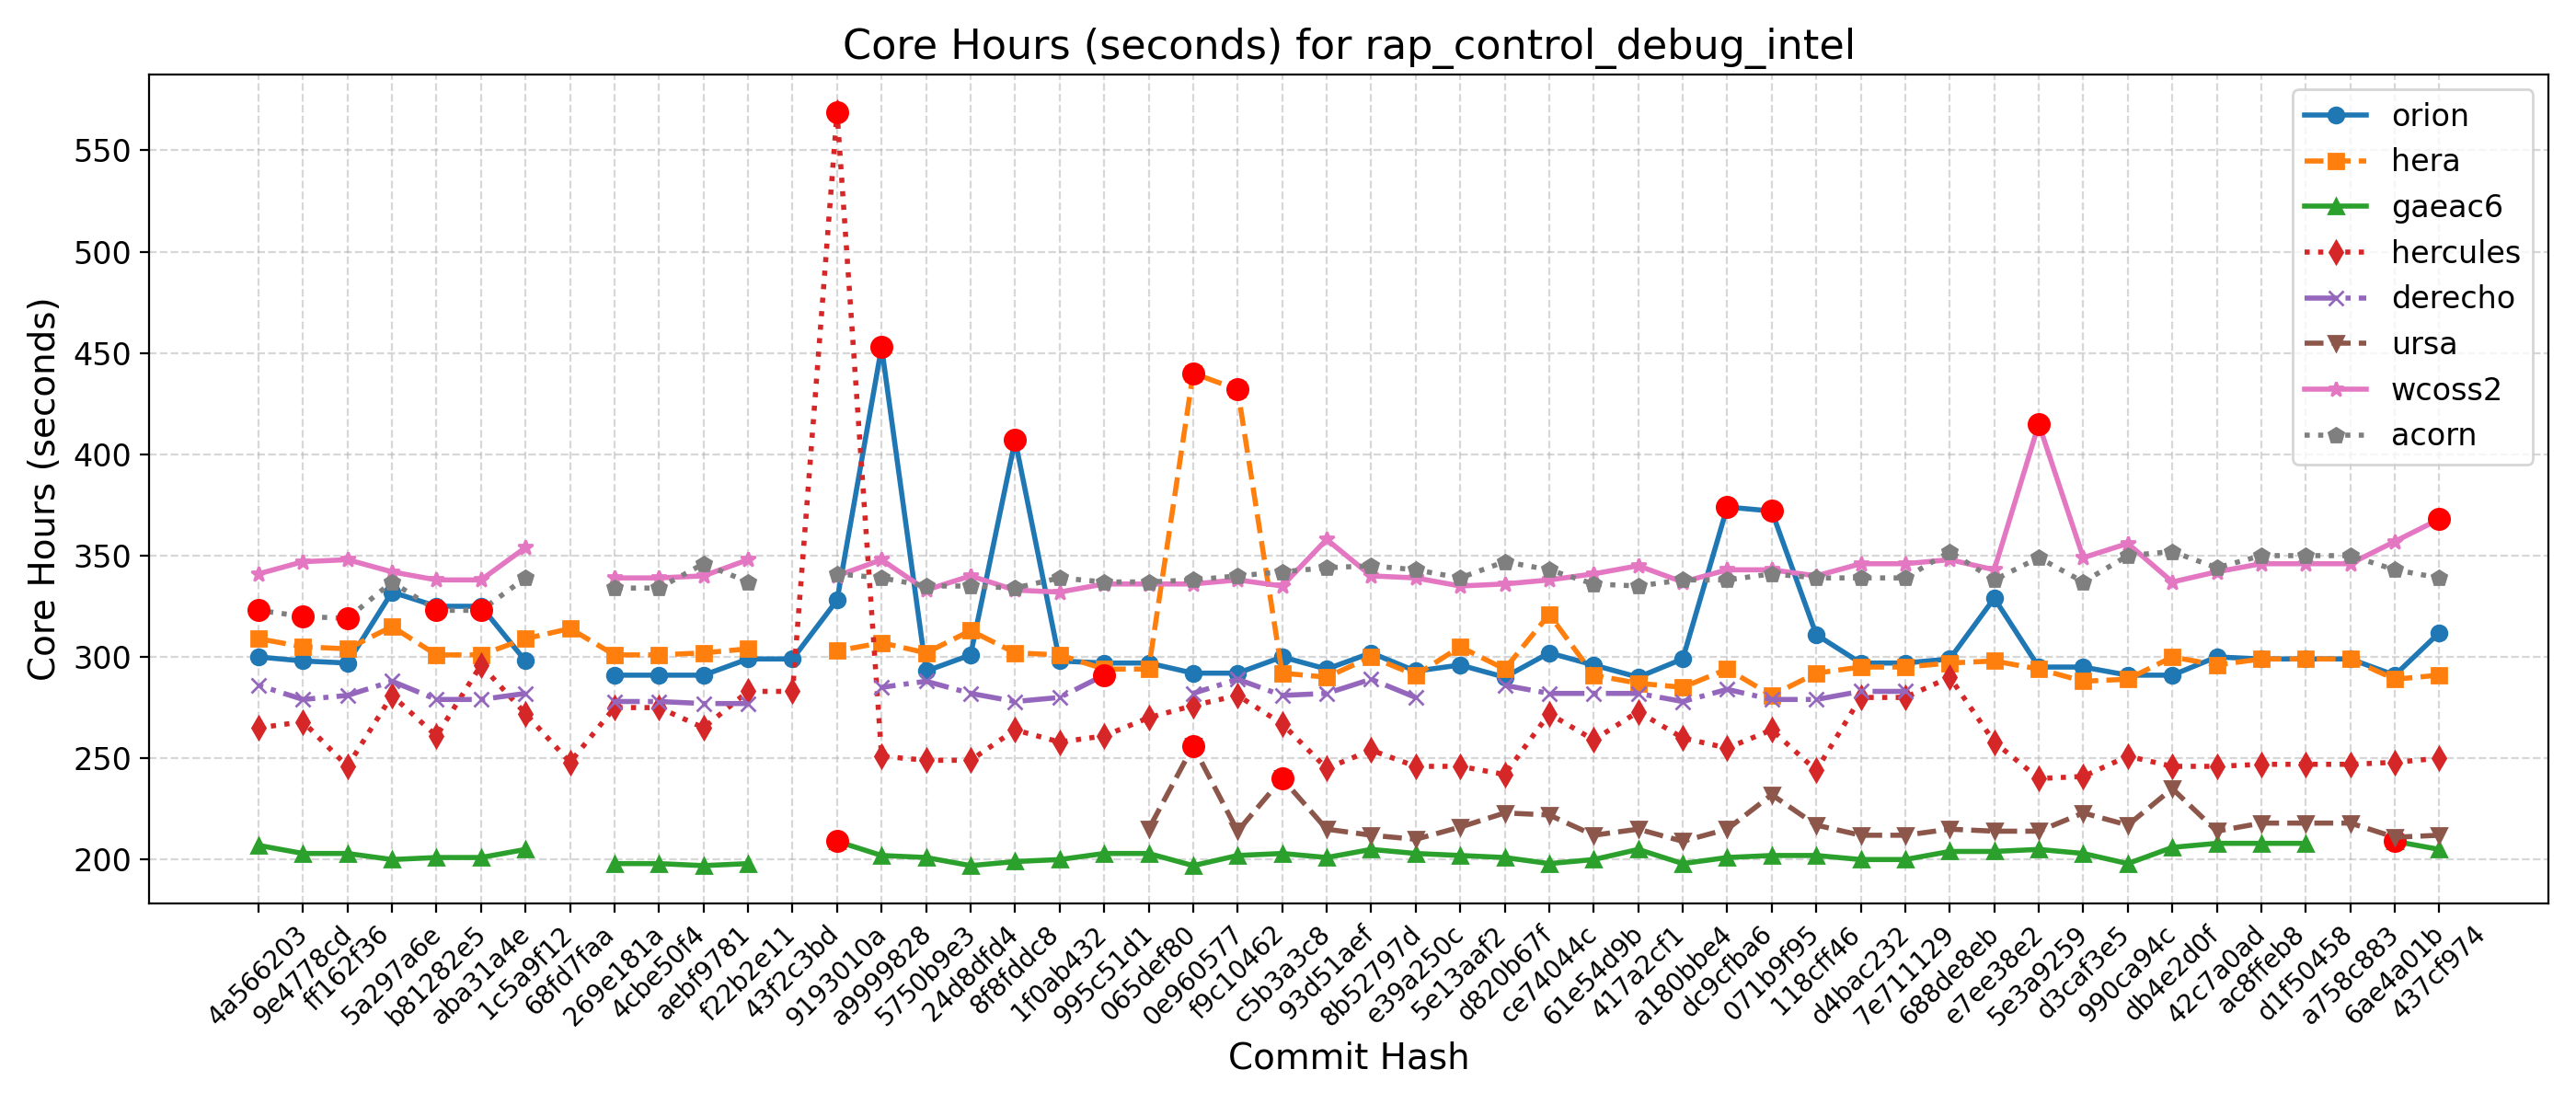 Core Hours (seconds) for rap_control_debug_intel
Core Hours (seconds)
550
500
450
400
350
300
250
200
orion
hera
gaeac6
hercules
derecho
ursa
wcoss2
acorn
4a566203
9e4778cd
ff162f36
5a297a6e
b81282e5
aba31a4e
1c5a9f12
68fd7faa
269e181a
4cbe50f4
aebf9781
f22b2e11
43f2c3bd
9193010a
a9999828
5750b9e3
24d8dfd4
8f8fddc8
1f0ab432
995c51d1
065def80
0e960577
f9c10462
c5b3a3c8
93d51aef
8b52797d
e39a250c
5e13aaf2
d820b67f
ce74044c
61e54d9b
417a2cf1
a180bbe4
dc9cfba6
071b9f95
118cff46
d4bac232
7e711129
688de8eb
e7ee38e2
5e3a9259
d3caf3e5
990ca94c
db4e2d0f
42c7a0ad
ac8ffeb8
d1f50458
a758c883
6ae4a01b
437cf974
Commit Hash